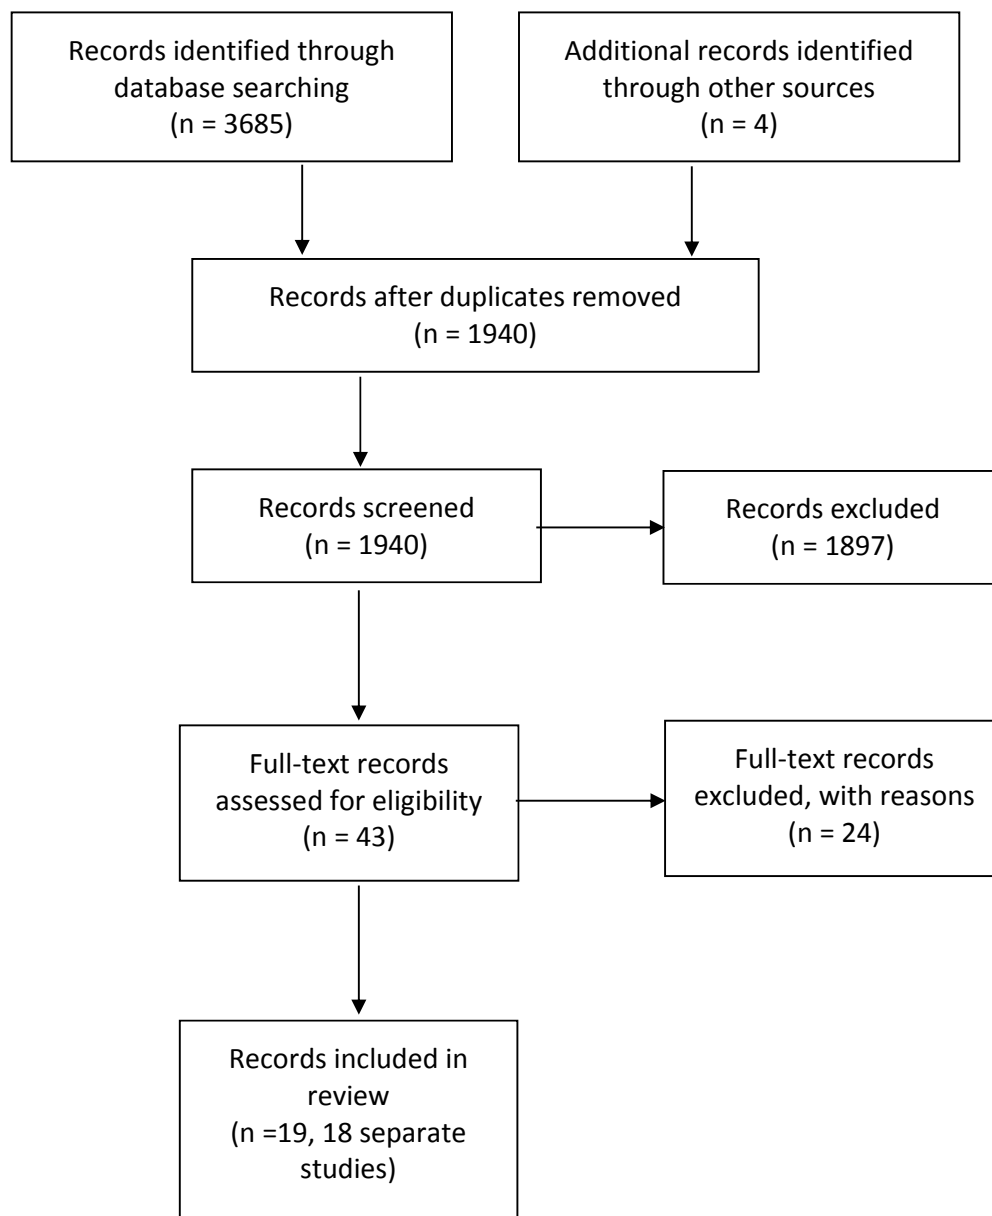 Records identified through
database searching
(n = 3685)
Additional records identified
through other sources
(n = 4)
Records after duplicates removed
(n = 1940)
Records screened
(n = 1940)
Records excluded
(n = 1897)
Full-text records
assessed for eligibility
(n = 43)
Full-text records
excluded, with reasons
(n = 24)
Records included in
review
(n =19, 18 separate
studies)